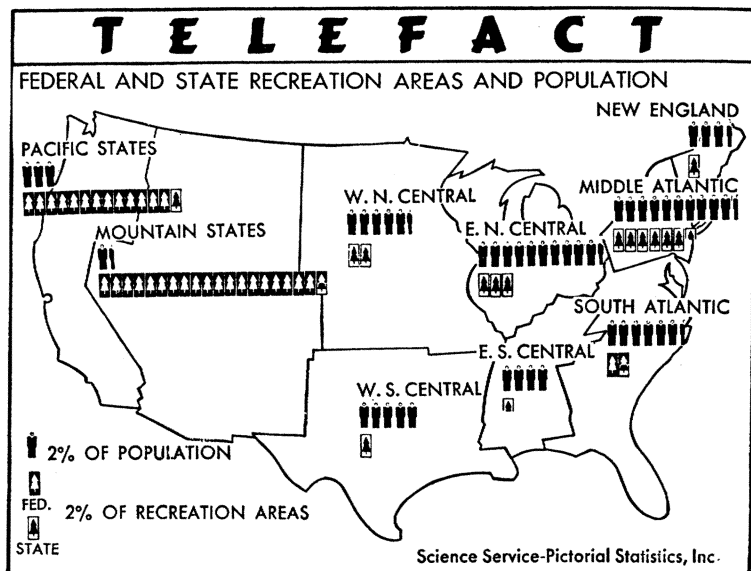 TELEFACT
FEDERAL AND STATE RECREATION AREAS AND POPULATION
NEW ENGLAND
PACIFIC STATES
MIDDLE ATLANTIC
W. N. CENTRAL
E. N. CENTRAL
MOUNTAIN STATES
SOUTH ATLANTIC
E. S. CENTRAL
W. S. CENTRAL
2% OF POPULATION
FED.
2% OF RECREATION AREAS
STATE
Science Service-Pictorial Statistics, Inc.